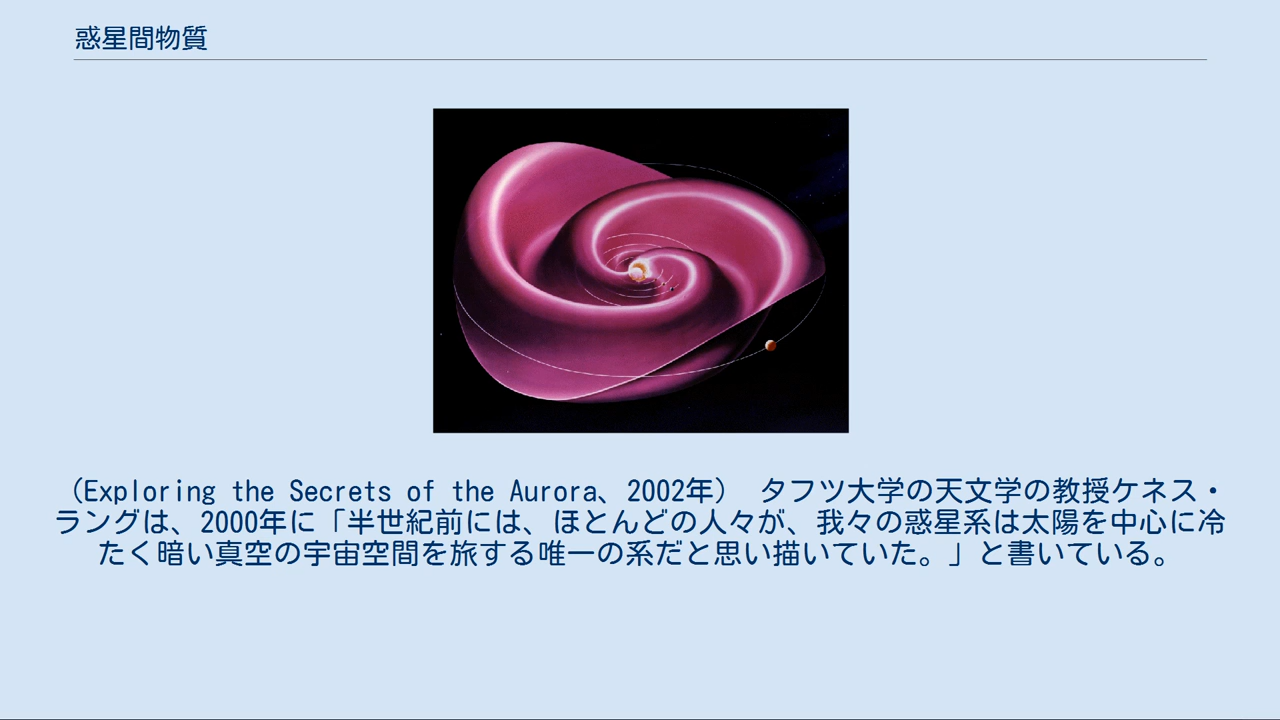 惑星間物質
（Exploring the Secrets of the Aurora、2002年） タフツ大学の天文学の教授ケネス・
ラングは、2000年に「半世紀前には、ほとんどの人々が、我々の惑星系は太陽を中心に冷
たく暗い真空の宇宙空間を旅する唯一の系だと思い描いていた。」と書いている。